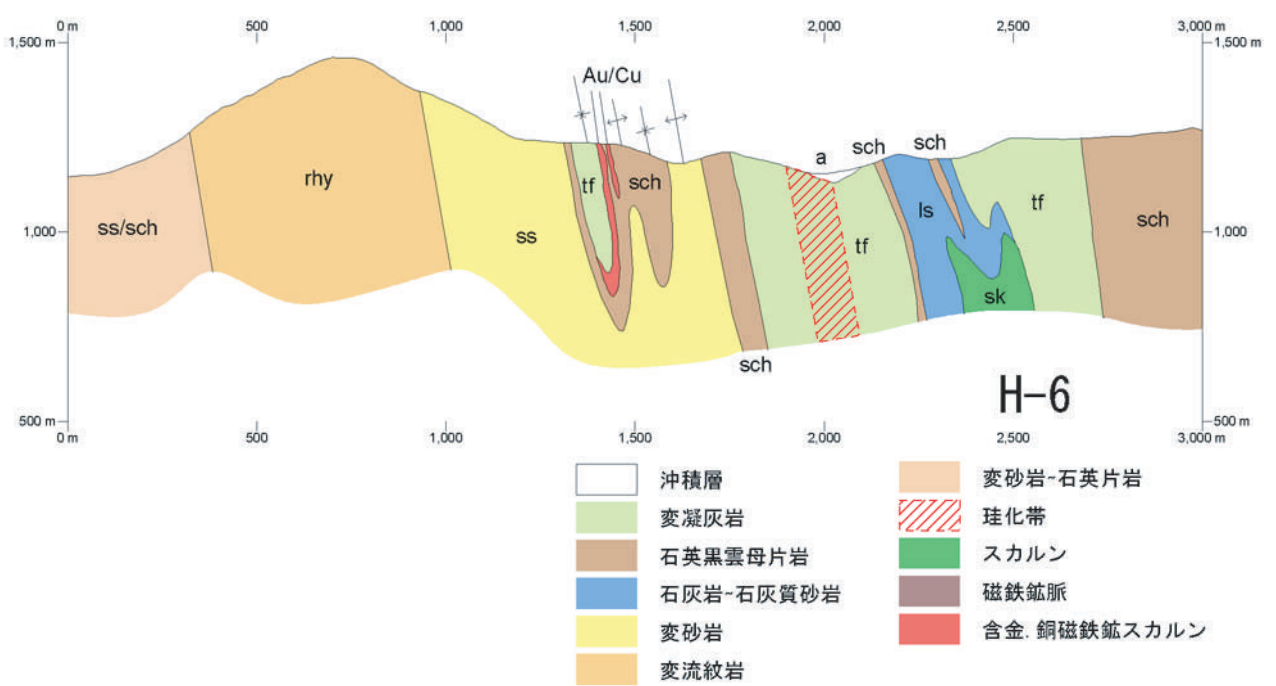 0 m 500 1,000 1,500 2,000 2,500 3,000 m
1,500 m 1,500 m
Au/Cu
a sch sch
rhy tf sch ls tf
ss/sch ss tf sch
1,000 1,000
sk
sch
H-6
500 m 500 m
0 m 500 1,000 1,500 2,000 2,500 3,000 m
沖積層
変凝灰岩
石英黒雲母片岩
石灰岩~石灰質砂岩
変砂岩
変流紋岩
変砂岩~石英片岩
珪化帯
スカルン
磁鉄鉱脈
含金. 銅磁鉄鉱スカルン